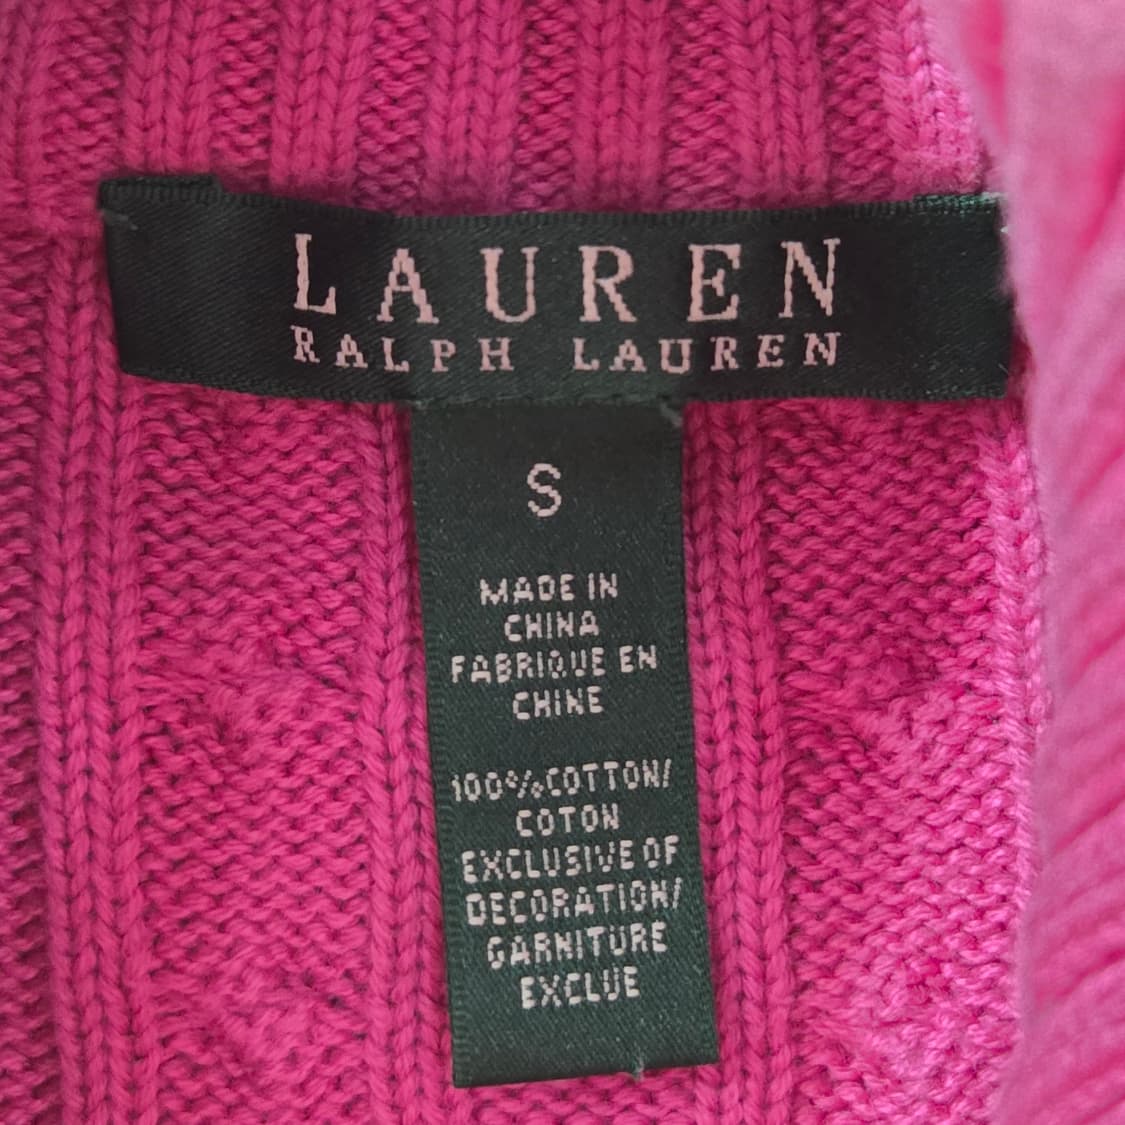 LAUREN
RALPH LAUREN
S
MADE IN
CHINA
FABRIQUE EN
CHINE
100%COTTON/
COTON
EXCLUSIVE OF
DECORATION/
GARNITURE
EXCLUE